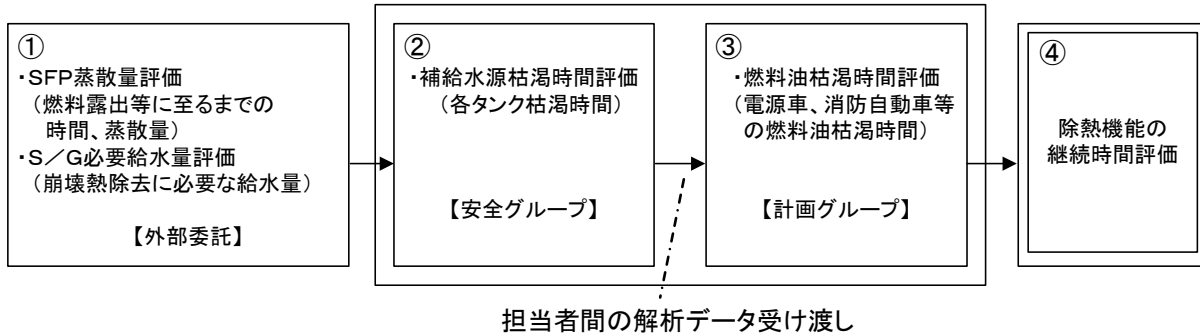 ①
・SFP蒸散量評価
（燃料露出等に至るまでの
時間、蒸散量）
・S／G必要給水量評価
（崩壊熱除去に必要な給水量）
【外部委託】
②
・補給水源枯渇時間評価
（各タンク枯渇時間）
【安全グループ】
③
・燃料油枯渇時間評価
（電源車、消防自動車等
の燃料油枯渇時間）
【計画グループ】
④
除熱機能の
継続時間評価
担当者間の解析データ受け渡し